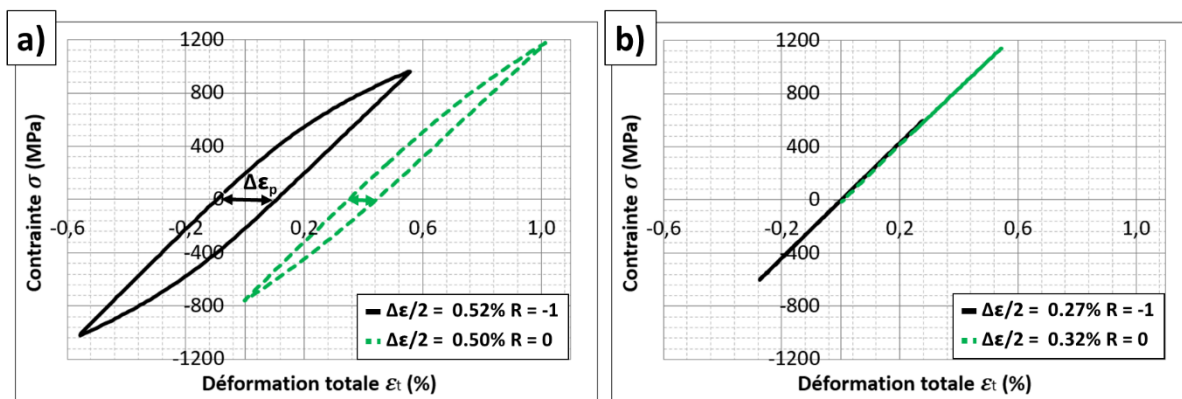 a)
Contrainte σ (MPa)
1200
800
400
0
-400
-800
-1200
-0,6
-0,2
0,2
0,6
1,0
Δεp
Δε/2 = 0.52% R = -1
Δε/2 = 0.50% R = 0
Déformation totale εt (%)
b)
Contrainte σ (MPa)
1200
800
400
0
-400
-800
-1200
-0,6
-0,2
0,2
0,6
1,0
Δε/2 = 0.27% R = -1
Δε/2 = 0.32% R = 0
Déformation totale εt (%)